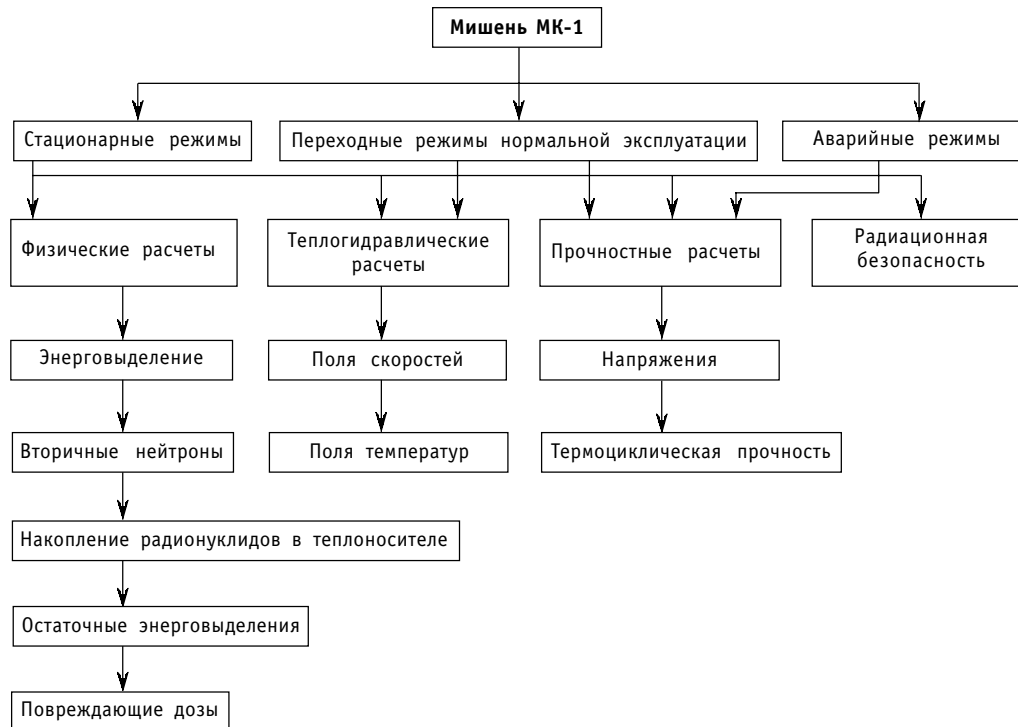 Мишень МК-1
Стационарные режимы
Переходные режимы нормальной эксплуатации
Аварийные режимы
Физические расчеты
Теплогидравлические
расчеты
Прочностные расчеты
Радиационная
безопасность
Энерговыделение
Поля скоростей
Напряжения
Вторичные нейтроны
Поля температур
Термоциклическая прочность
Накопление радионуклидов в теплоносителе
Остаточные энерговыделения
Повреждающие дозы